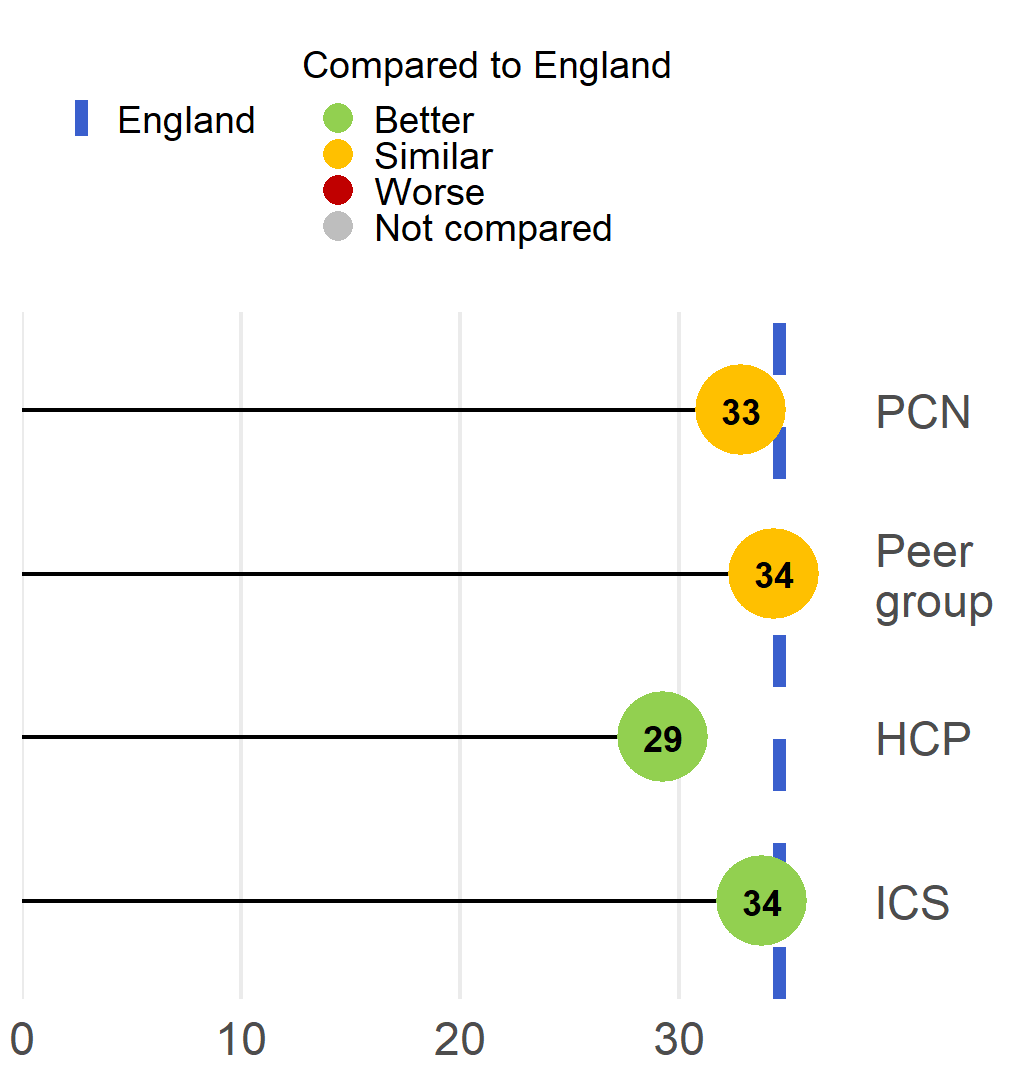 Compared to England
England
Better
Similar
Worse
Not compared
33
PCN
34
Peer
group
29
HCP
34
ICS
0 10 20 30